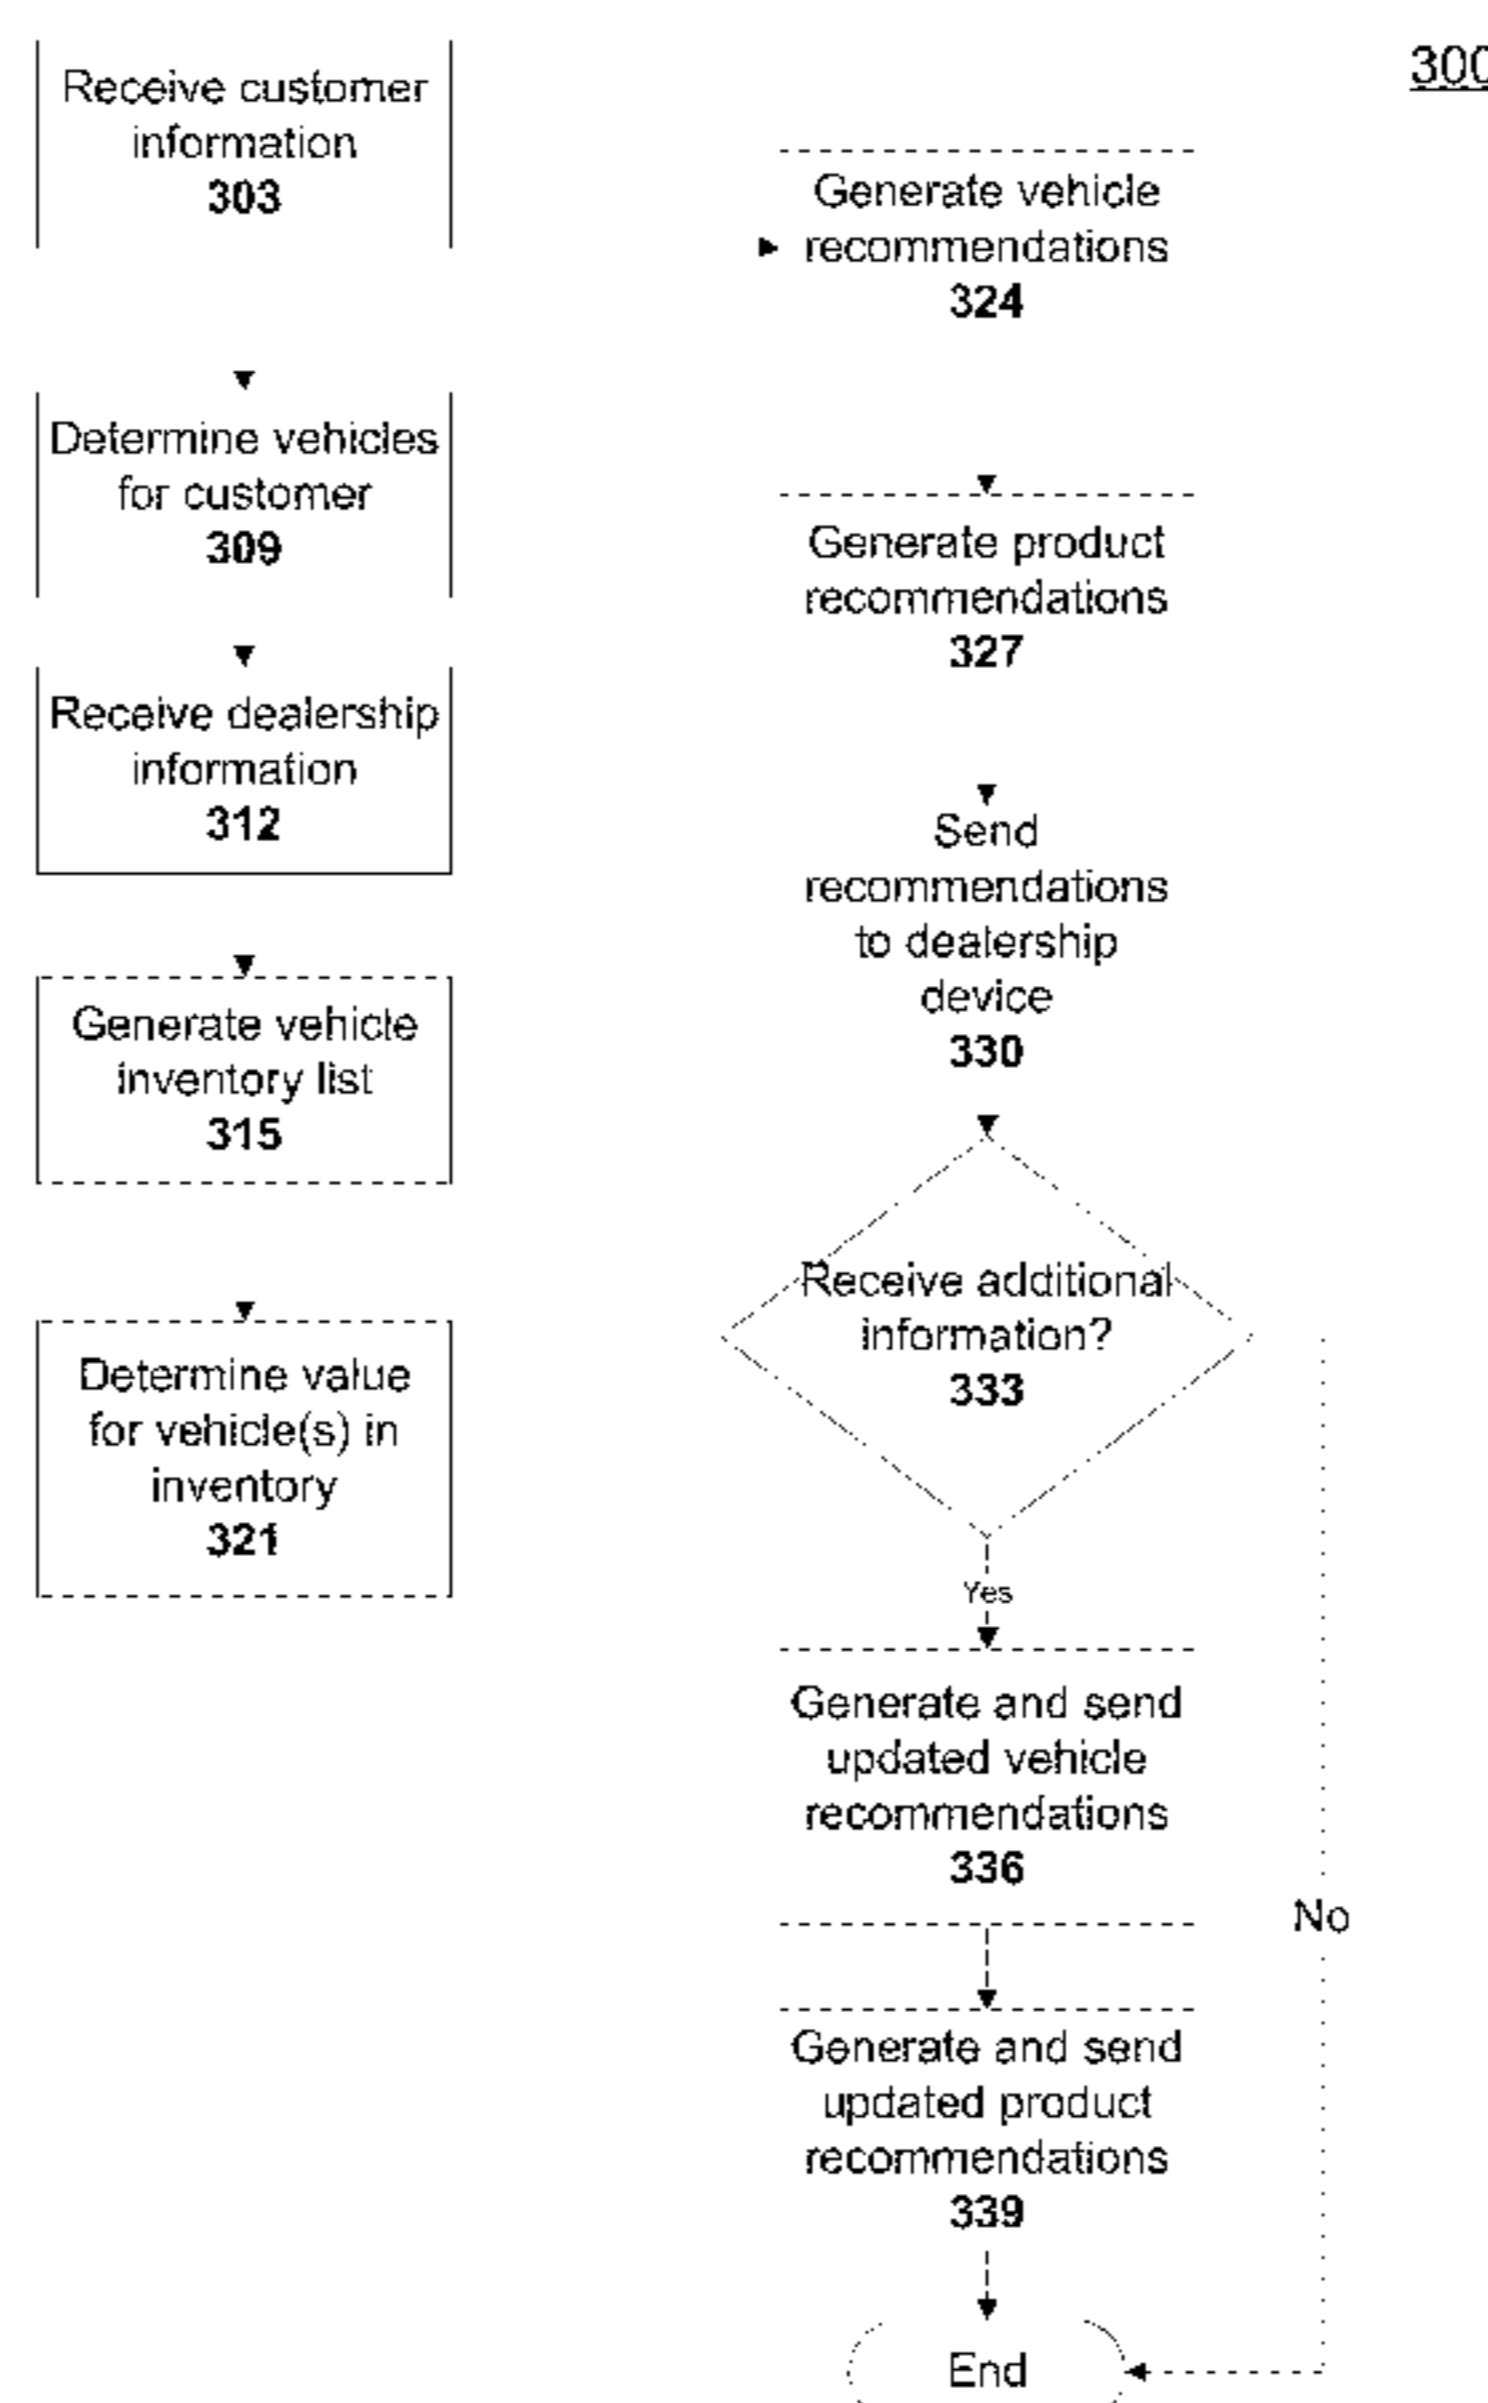 300
Receive customer
information
303
Determine vehicles
for customer
309
Receive dealership
information
312
Generate vehicle
inventory list
315
Determine value
for vehicle(s) in
inventory
321
Generate vehicle
recommendations
324
Generate product
recommendations
327
Send
recommendations
to dealership
device
330
Receive additional
information?
333
Yes
Generate and send
updated vehicle
recommendations
336
No
Generate and send
updated product
recommendations
339
End